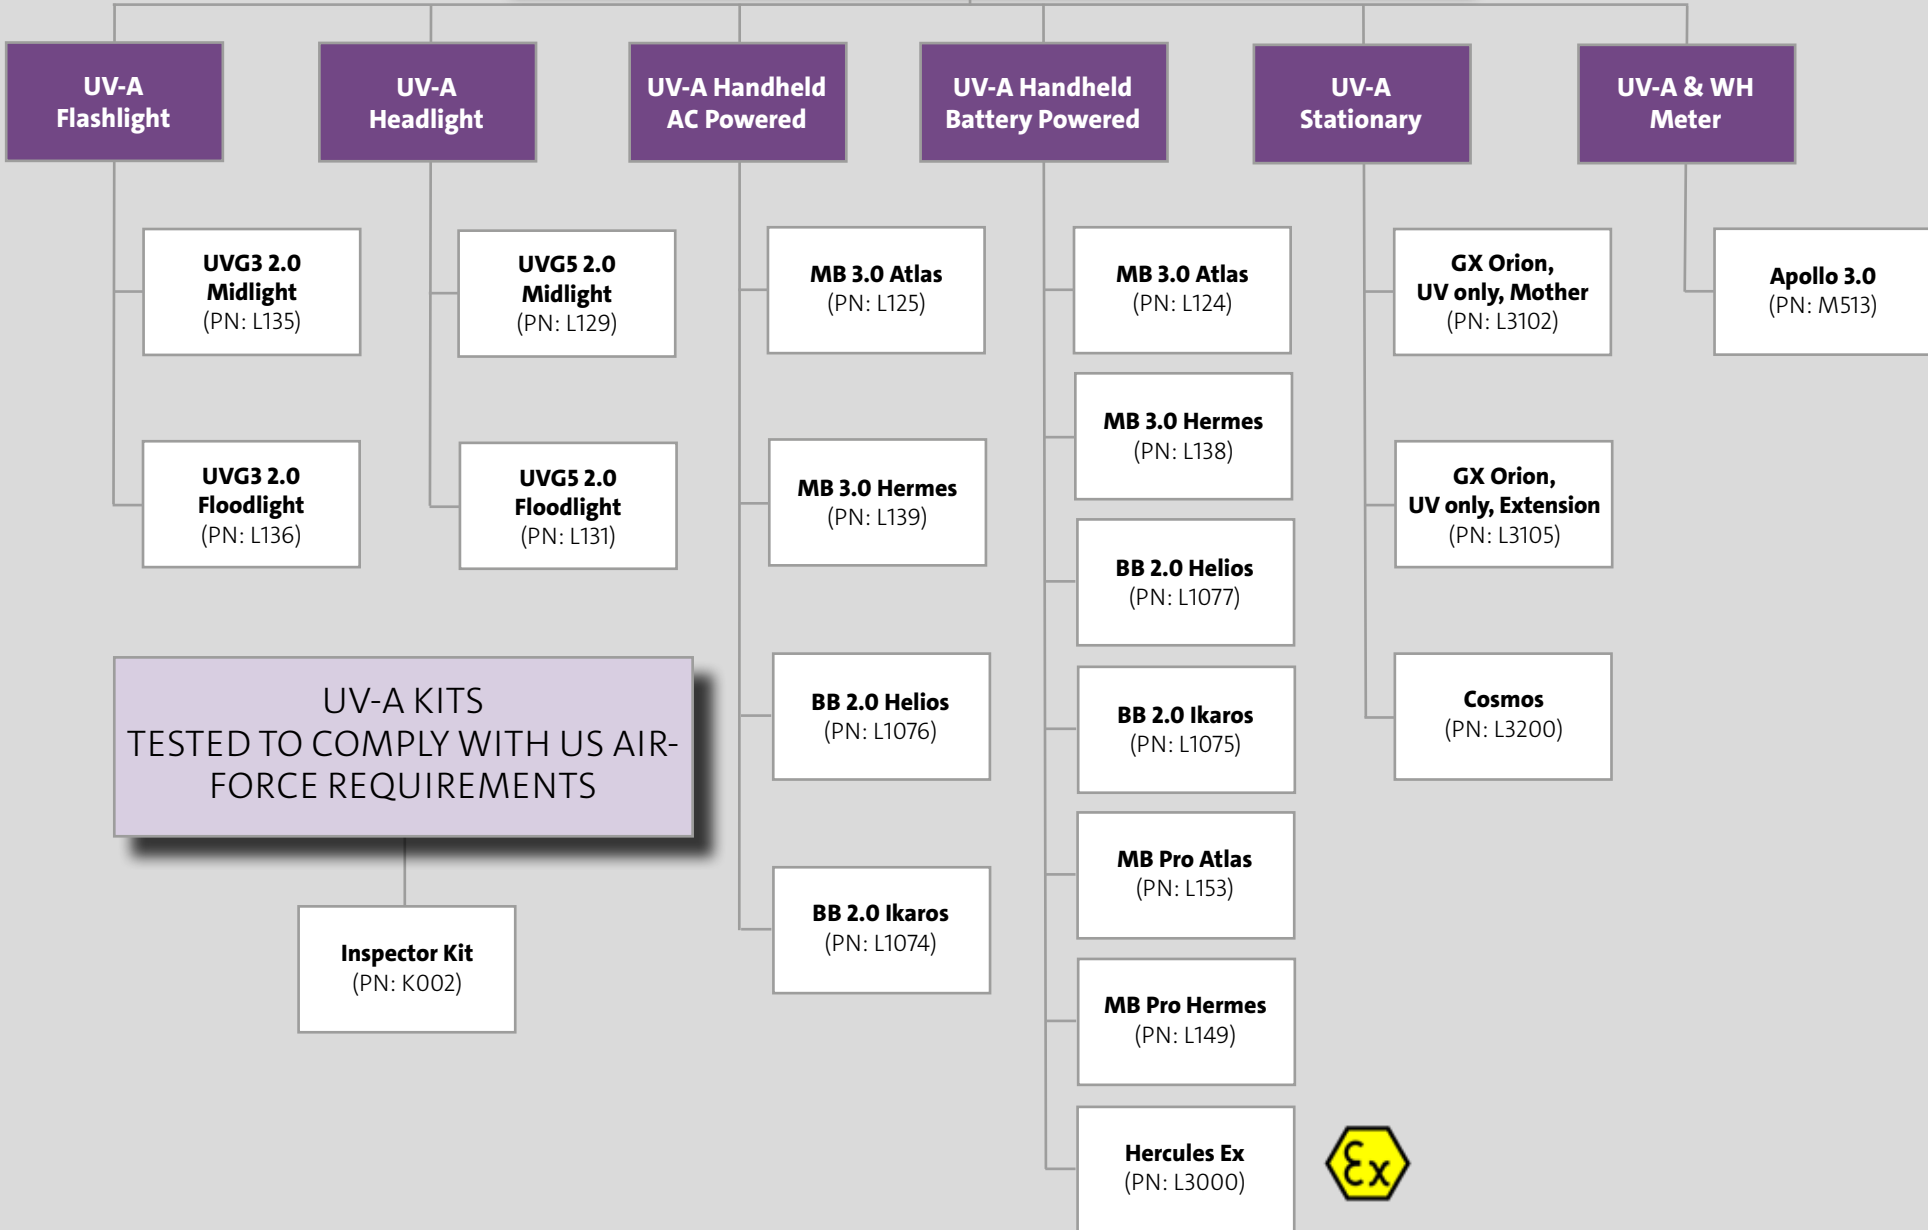 UV-A
Flashlight
UV-A
Headlight
UV-A Handheld
AC Powered
UV-A Handheld
Battery Powered
UV-A
Stationary
UV-A & WH
Meter
UVG3 2.0
Midlight
(PN: L135)
UVG3 2.0
Floodlight
(PN: L136)
UVG5 2.0
Midlight
(PN: L129)
UVG5 2.0
Floodlight
(PN: L131)
MB 3.0 Atlas
(PN: L125)
MB 3.0 Hermes
(PN: L139)
BB 2.0 Helios
(PN: L1076)
BB 2.0 Ikaros
(PN: L1074)
MB 3.0 Atlas
(PN: L124)
MB 3.0 Hermes
(PN: L138)
BB 2.0 Helios
(PN: L1077)
BB 2.0 Ikaros
(PN: L1075)
MB Pro Atlas
(PN: L153)
MB Pro Hermes
(PN: L149)
Hercules Ex
(PN: L3000)
Ex
GX Orion,
UV only, Mother
(PN: L3102)
GX Orion,
UV only, Extension
(PN: L3105)
Cosmos
(PN: L3200)
Apollo 3.0
(PN: M513)
UV-A KITS
TESTED TO COMPLY WITH US AIR-
FORCE REQUIREMENTS
Inspector Kit
(PN: K002)